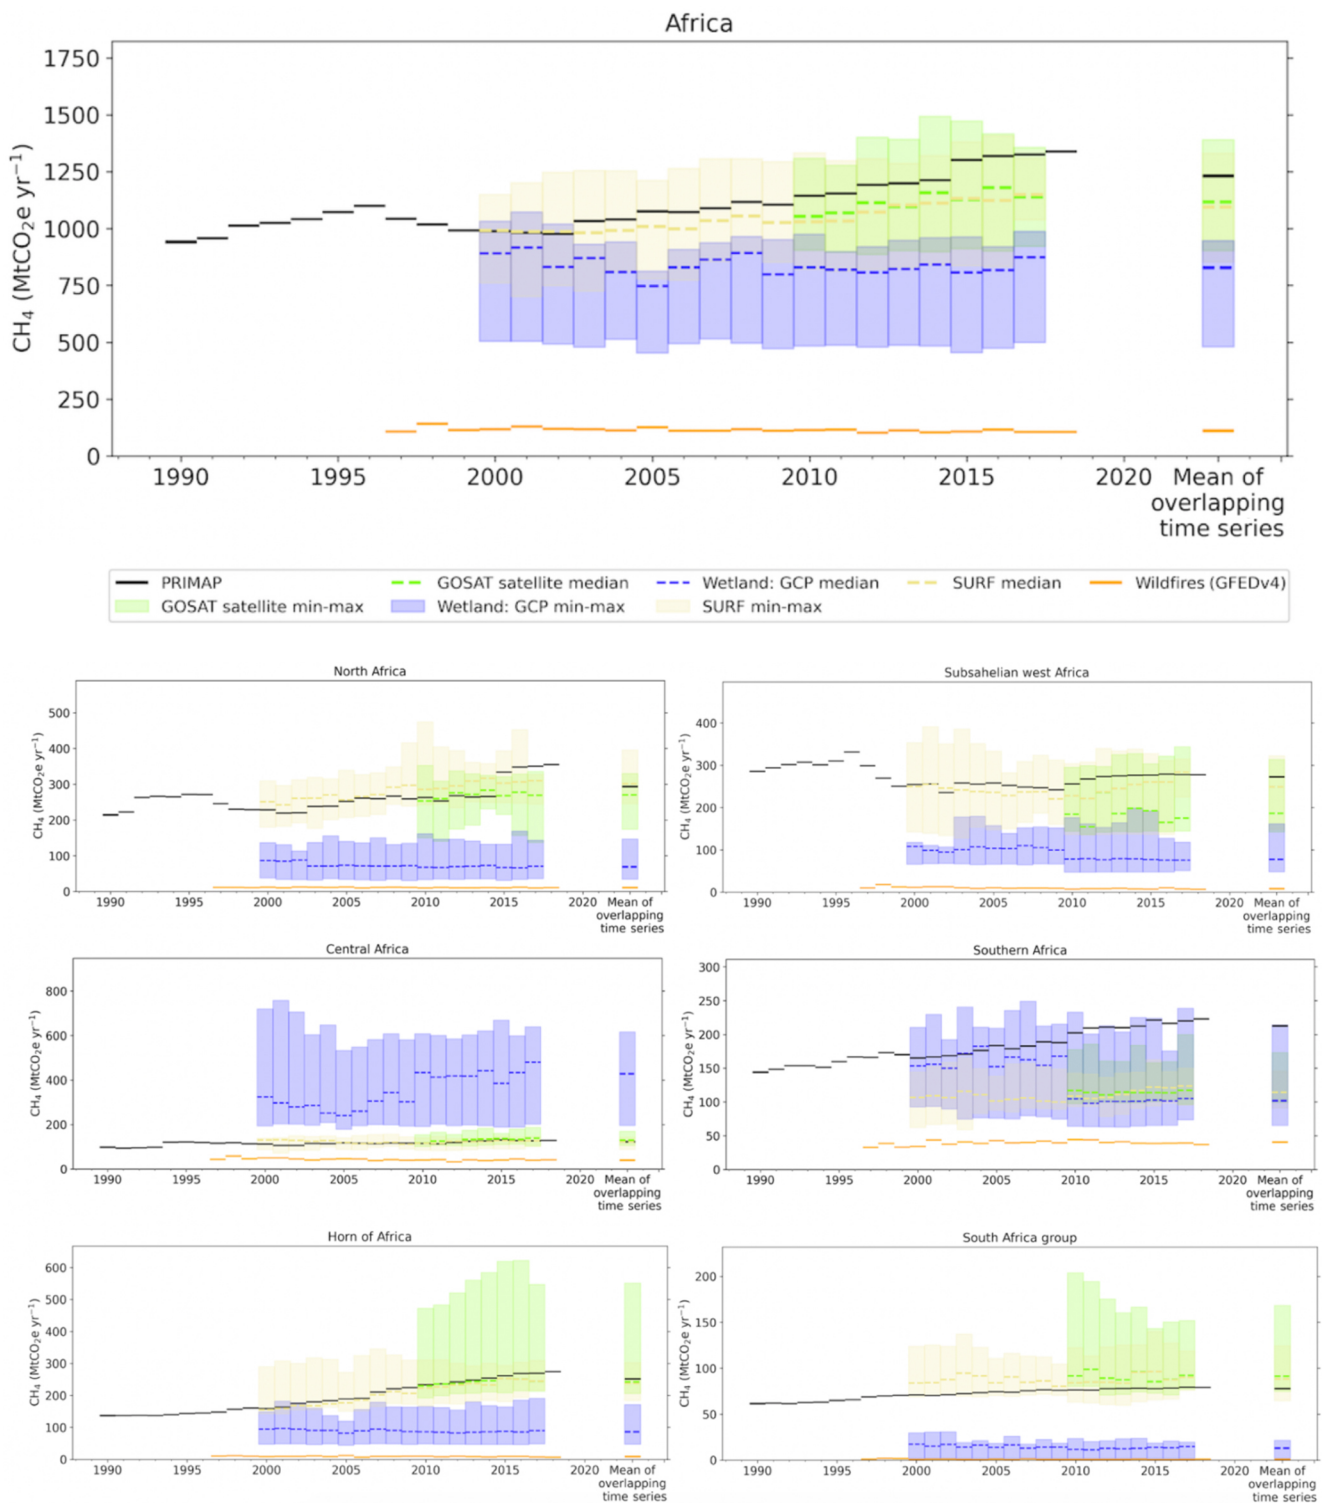 Africa
CH₄ (MtCO₂e yr⁻¹)
1750
1500
1250
1000
750
500
250
0
1990 1995 2000 2005 2010 2015 2020 Mean of
overlapping
time series
PRIMAP GOSAT satellite median Wetland: GCP median SURF median Wildfires (GFEDv4)
GOSAT satellite min-max Wetland: GCP min-max SURF min-max
North Africa
CH₄ (MtCO₂e yr⁻¹)
500
400
300
200
100
0
1990 1995 2000 2005 2010 2015 2020 Mean of
overlapping
time series
Subsahelian west Africa
CH₄ (MtCO₂e yr⁻¹)
400
300
200
100
0
1990 1995 2000 2005 2010 2015 2020 Mean of
overlapping
time series
Central Africa
CH₄ (MtCO₂e yr⁻¹)
800
600
400
200
0
1990 1995 2000 2005 2010 2015 2020 Mean of
overlapping
time series
Southern Africa
CH₄ (MtCO₂e yr⁻¹)
300
250
200
150
100
50
0
1990 1995 2000 2005 2010 2015 2020 Mean of
overlapping
time series
Horn of Africa
CH₄ (MtCO₂e yr⁻¹)
600
500
400
300
200
100
0
1990 1995 2000 2005 2010 2015 2020 Mean of
overlapping
time series
South Africa group
CH₄ (MtCO₂e yr⁻¹)
200
150
100
50
0
1990 1995 2000 2005 2010 2015 2020 Mean of
overlapping
time series